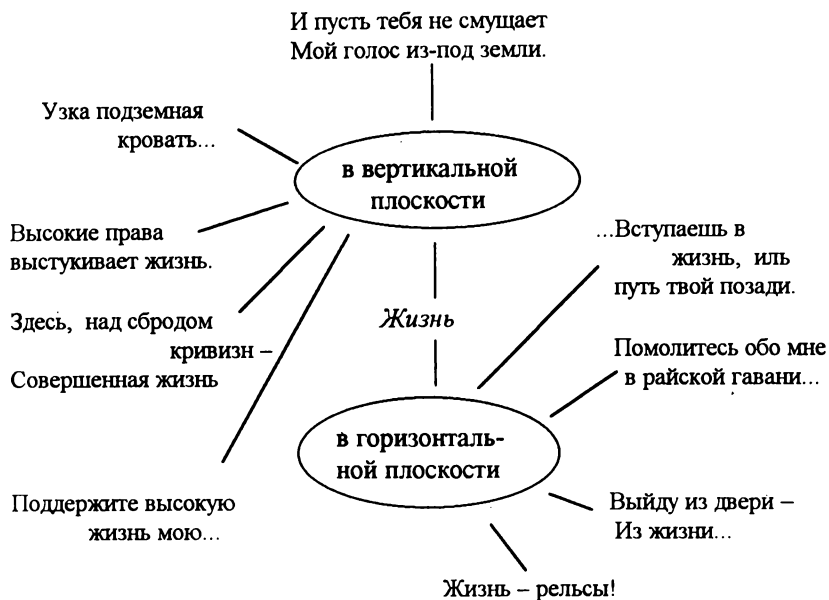 И пусть тебя не смущает
Мой голос из-под земли.
Узка подземная
кровать...
в вертикальной
плоскости
Высокие права
выстукивает жизнь.
...Вступаешь в
жизнь, иль
путь твой позади.
Здесь, над сбродом
кривизн –
Совершенная жизнь
Жизнь
Помолитесь обо мне
в райской гавани...
в горизонталь-
ной плоскости
Поддержите высокую
жизнь мою...
Выйду из двери –
Из жизни...
Жизнь – рельсы!